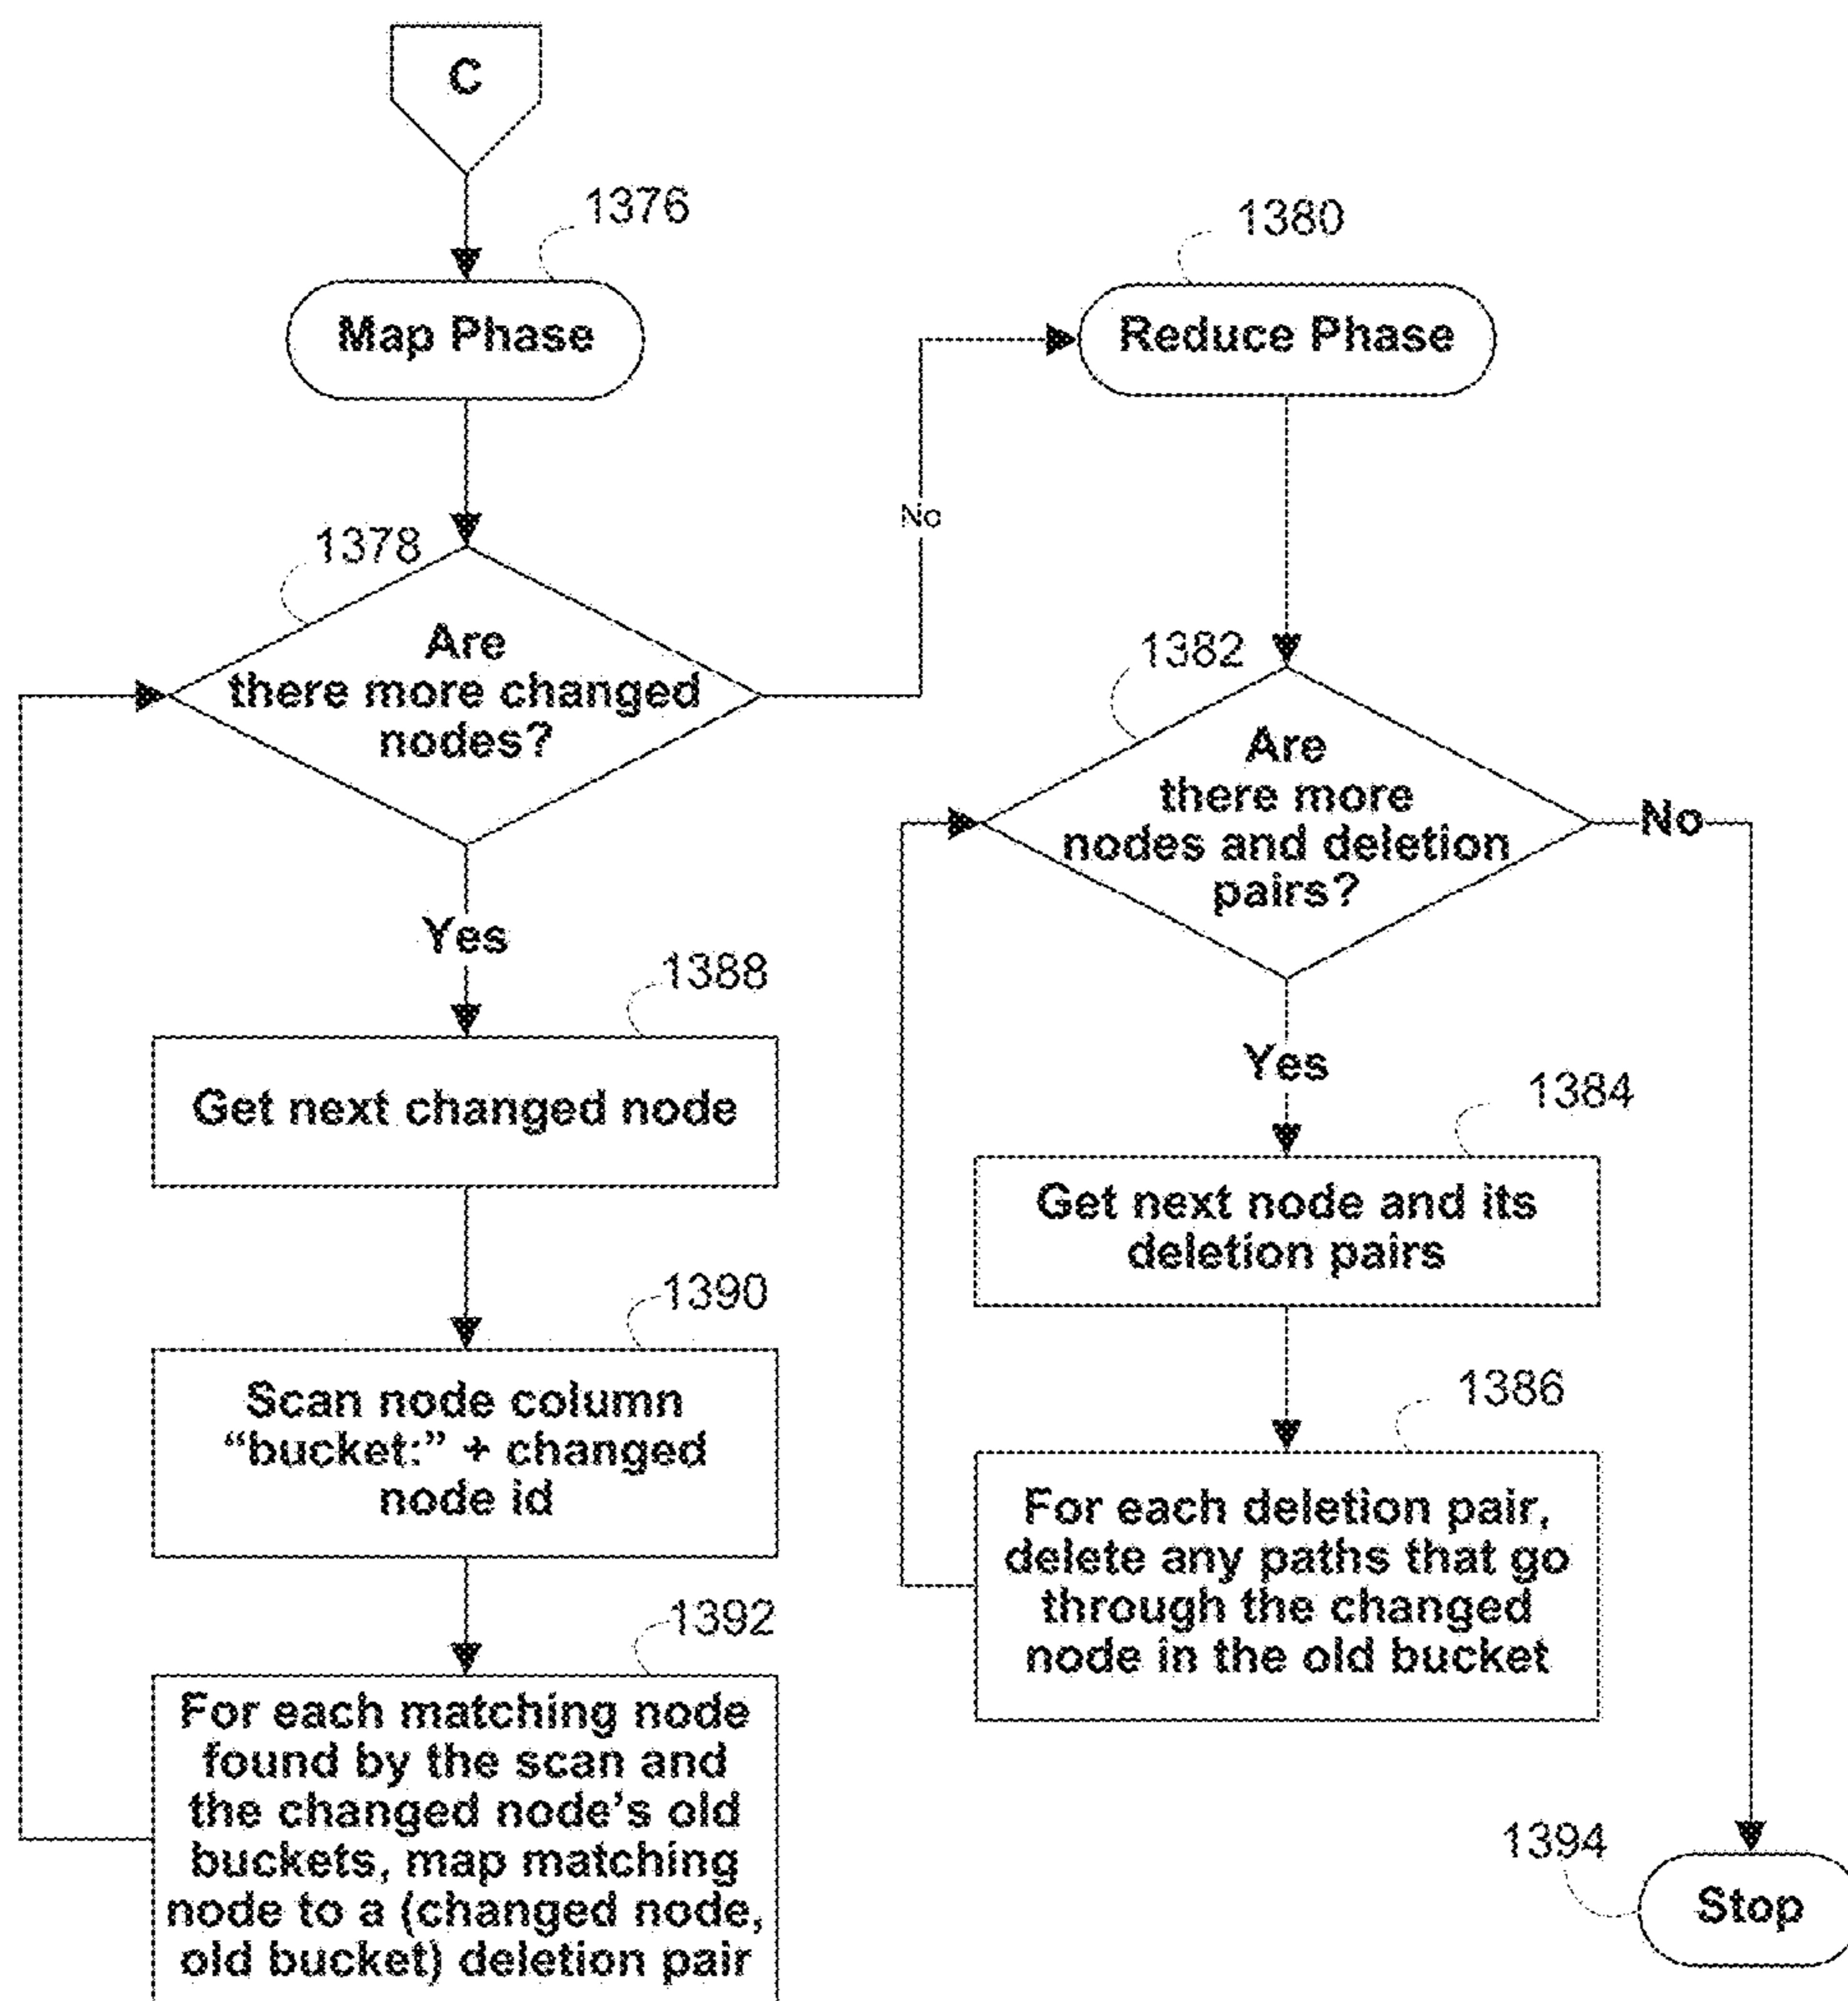 C
1376
Map Phase
1378
Are
there more changed
nodes?
No
Yes
1388
Get next changed node
1390
Scan node column
“bucket:” + changed
node id
1392
For each matching node
found by the scan and
the changed node’s old
buckets, map matching
node to a (changed node,
old bucket) deletion pair
1380
Reduce Phase
1382
Are
there more
nodes and deletion
pairs?
No
Yes
1384
Get next node and its
deletion pairs
1386
For each deletion pair,
delete any paths that go
through the changed
node in the old bucket
1394
Stop